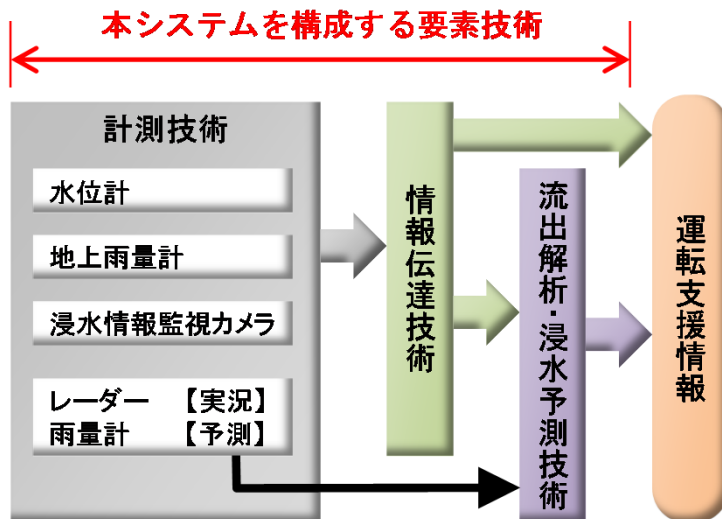 本システムを構成する要素技術
計測技術
水位計
地上雨量計
浸水情報監視カメラ
レーダー 【実況】
雨量計 【予測】
情報伝達技術
流出解析・浸水予測技術
運転支援情報